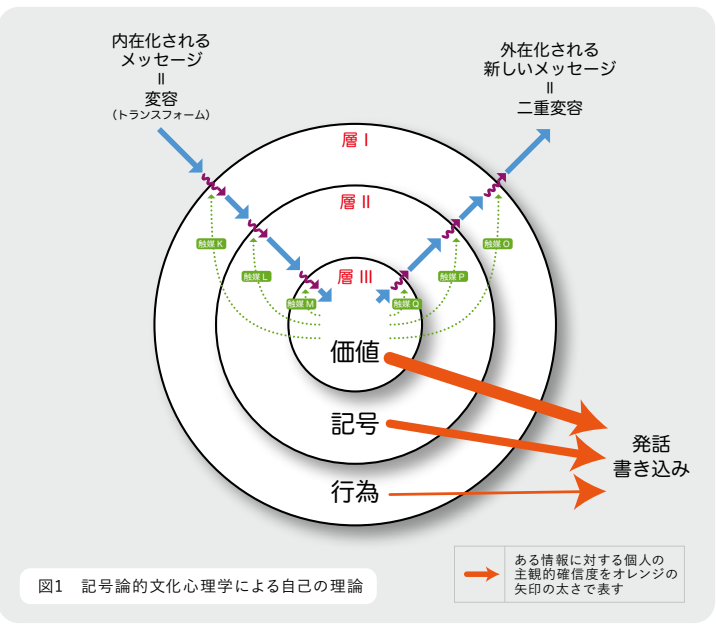 内在化される
メッセージ
＝
変容
（トランスフォーム）
外在化される
新しいメッセージ
＝
二重変容
層 I
層 II
層 III
触媒 K
触媒 L
触媒 M
触媒 O
触媒 P
触媒 Q
価値
記号
行為
発話
書き込み
ある情報に対する個人の
主観的確信度をオレンジの
矢印の太さで表す
図1　記号論的文化心理学による自己の理論